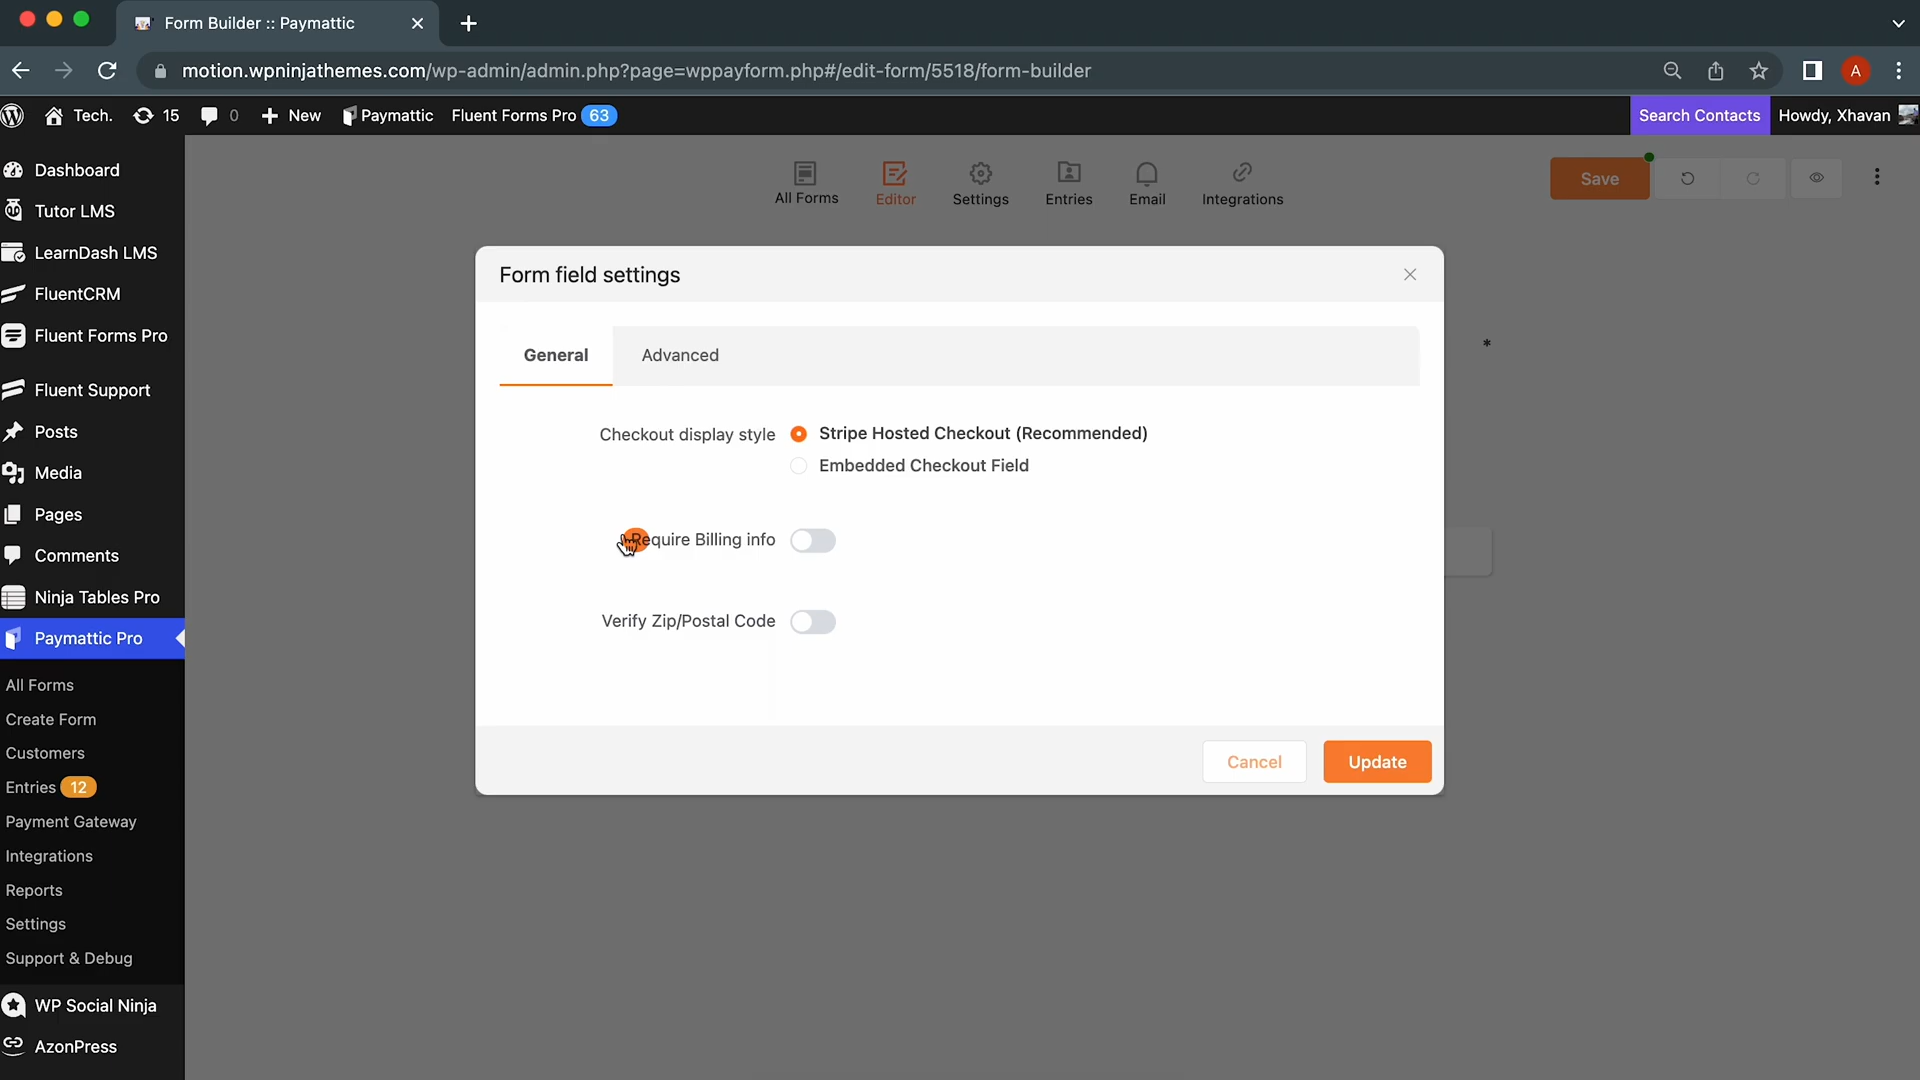 Form Builder :: Paymattic
motion.wpninjathemes.com/wp-admin/admin.php?page=wppayform.php#/edit-form/5518/form-builder
A
Tech.
15
0
New
Paymattic
Fluent Forms Pro 63
Search Contacts
Howdy, Xhavan
Dashboard
Tutor LMS
LearnDash LMS
FluentCRM
Fluent Forms Pro
Fluent Support
Posts
Media
Pages
Comments
Ninja Tables Pro
Paymattic Pro
All Forms
Create Form
Customers
Entries 12
Payment Gateway
Integrations
Reports
Settings
Support & Debug
WP Social Ninja
AzonPress
All Forms
Editor
Settings
Entries
Email
Integrations
Save
*
Form field settings
General
Advanced
Checkout display style
Stripe Hosted Checkout (Recommended)
Embedded Checkout Field
Require Billing info
Verify Zip/Postal Code
Cancel
Update